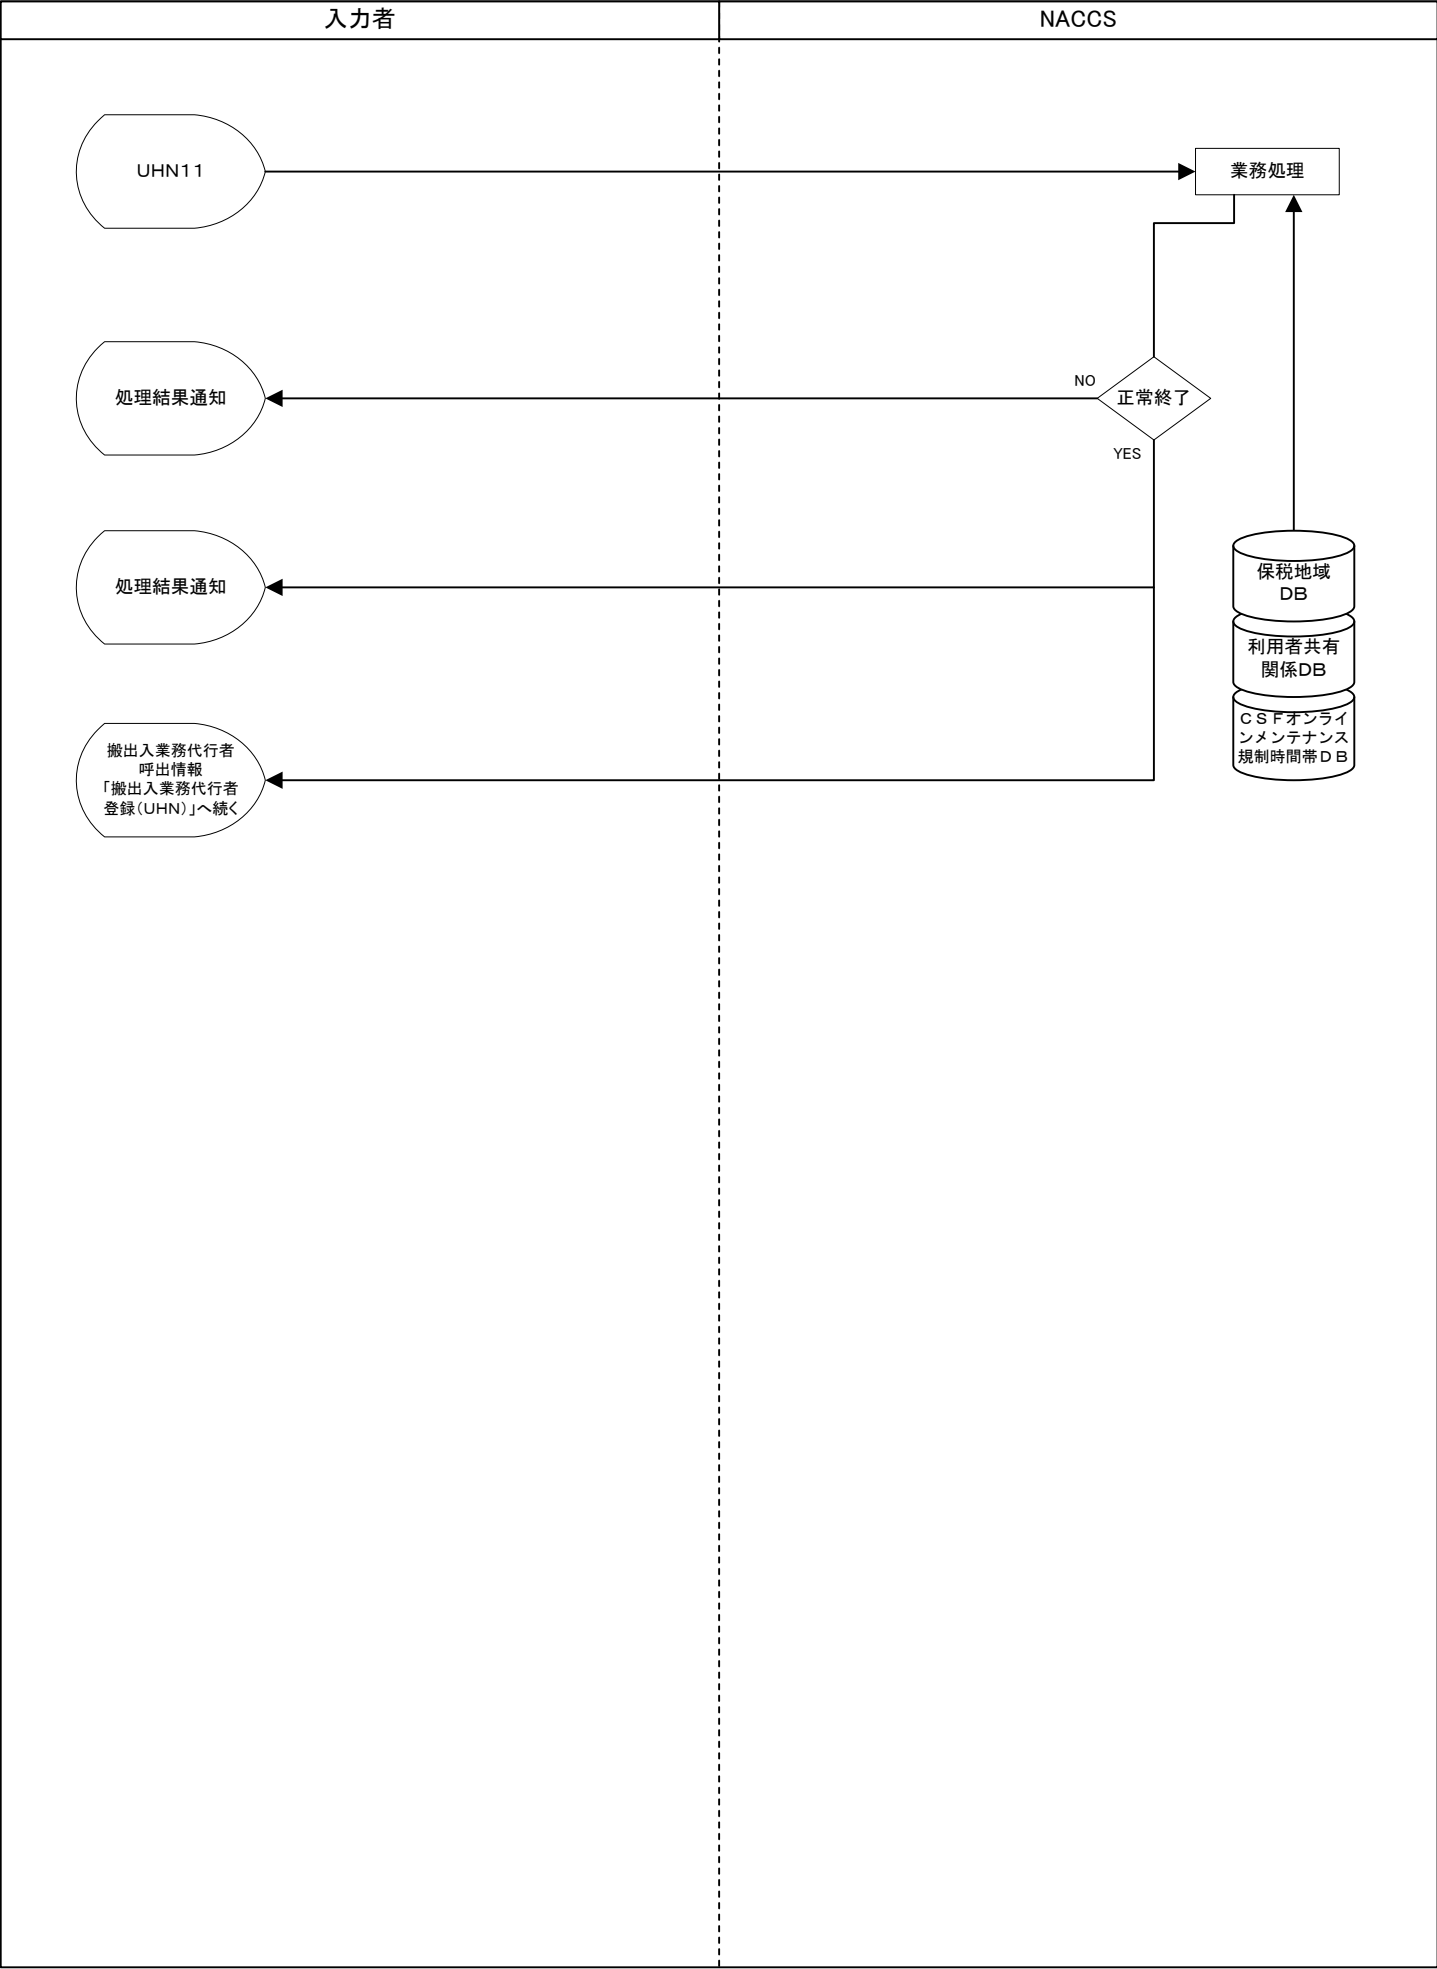 入力者
NACCS
UHN11
業務処理
処理結果通知
NO
正常終了
YES
処理結果通知
保税地域
DB
利用者共有
関係DB
搬出入業務代行者
呼出情報
「搬出入業務代行者
登録(UHN)」へ続く
CSFオンライ
ンメンテナンス
規制時間帯DB